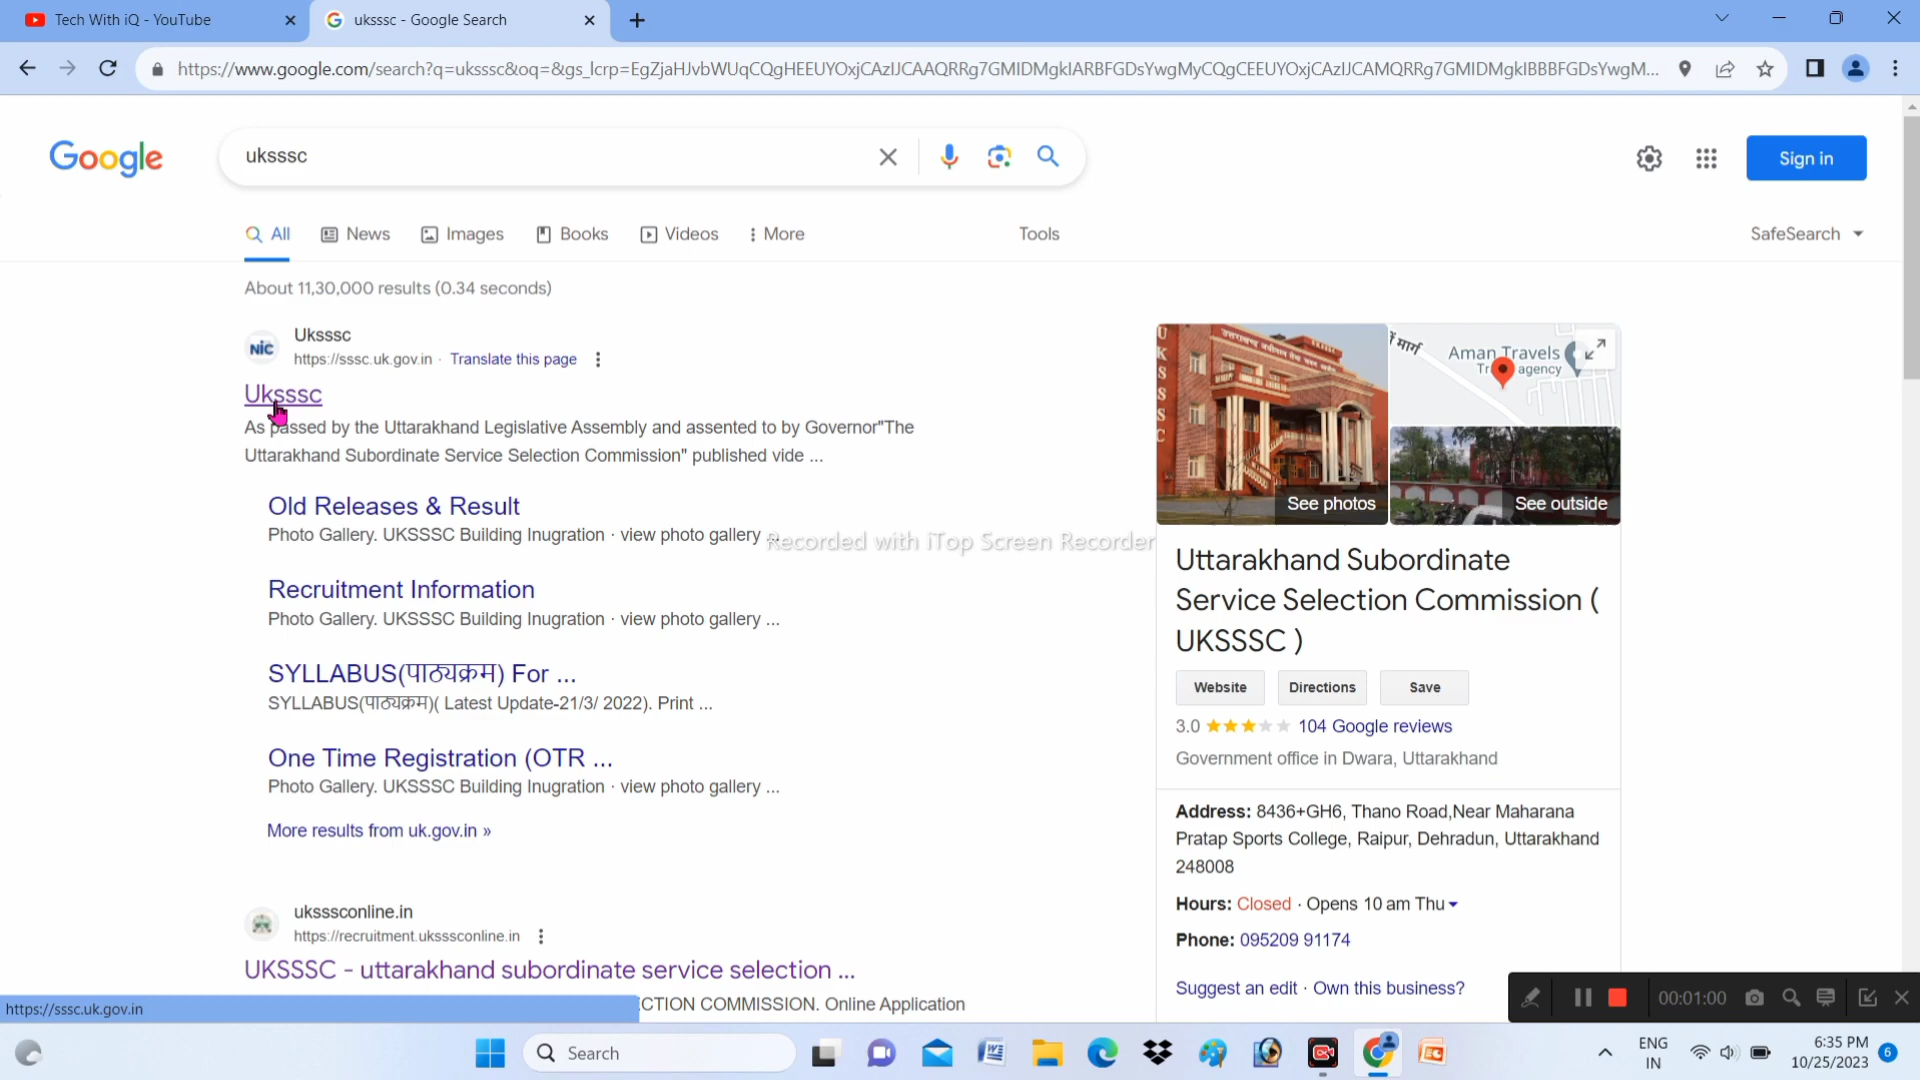 Tech With iQ - YouTube
uksssc - Google Search
https://www.google.com/search?q=uksssc&oq=&gs_lcrp=EgZjaHJvbWUqCQgHEEUYOxjCAzIJCAAQRRg7GMIDMgkIARBFGDsYwgMyCQgCEEUYOxjCAzIJCAMQRRg7GMIDMgkIBBBFGDsYwgM...
Google
uksssc
Sign in
All
News
Images
Books
Videos
More
Tools
SafeSearch
About 11,30,000 results (0.34 seconds)
NIC
Uksssc
https://sssc.uk.gov.in · Translate this page
Uksssc
As passed by the Uttarakhand Legislative Assembly and assented to by Governor"The
Uttarakhand Subordinate Service Selection Commission" published vide ...
Old Releases & Result
Photo Gallery. UKSSSC Building Inugration · view photo gallery ...
Recruitment Information
Photo Gallery. UKSSSC Building Inugration · view photo gallery ...
SYLLABUS(पाठ्यक्रम) For ...
SYLLABUS(पाठ्यक्रम)( Latest Update-21/3/ 2022). Print ...
One Time Registration (OTR ...
Photo Gallery. UKSSSC Building Inugration · view photo gallery ...
More results from uk.gov.in »
uksssconline.in
https://recruitment.uksssconline.in
UKSSSC - uttarakhand subordinate service selection ...
CTION COMMISSION. Online Application
https://sssc.uk.gov.in
Recorded with iTop Screen Recorder
UKSSSC
See photos
मार्ग
Aman Travels
Tr agency
See outside
Uttarakhand Subordinate
Service Selection Commission (
UKSSSC )
Website
Directions
Save
3.0
104 Google reviews
Government office in Dwara, Uttarakhand
Address: 8436+GH6, Thano Road,Near Maharana
Pratap Sports College, Raipur, Dehradun, Uttarakhand
248008
Hours: Closed · Opens 10 am Thu
Phone: 095209 91174
Suggest an edit · Own this business?
00:01:00
Search
ENG
IN
6:35 PM
10/25/2023
6